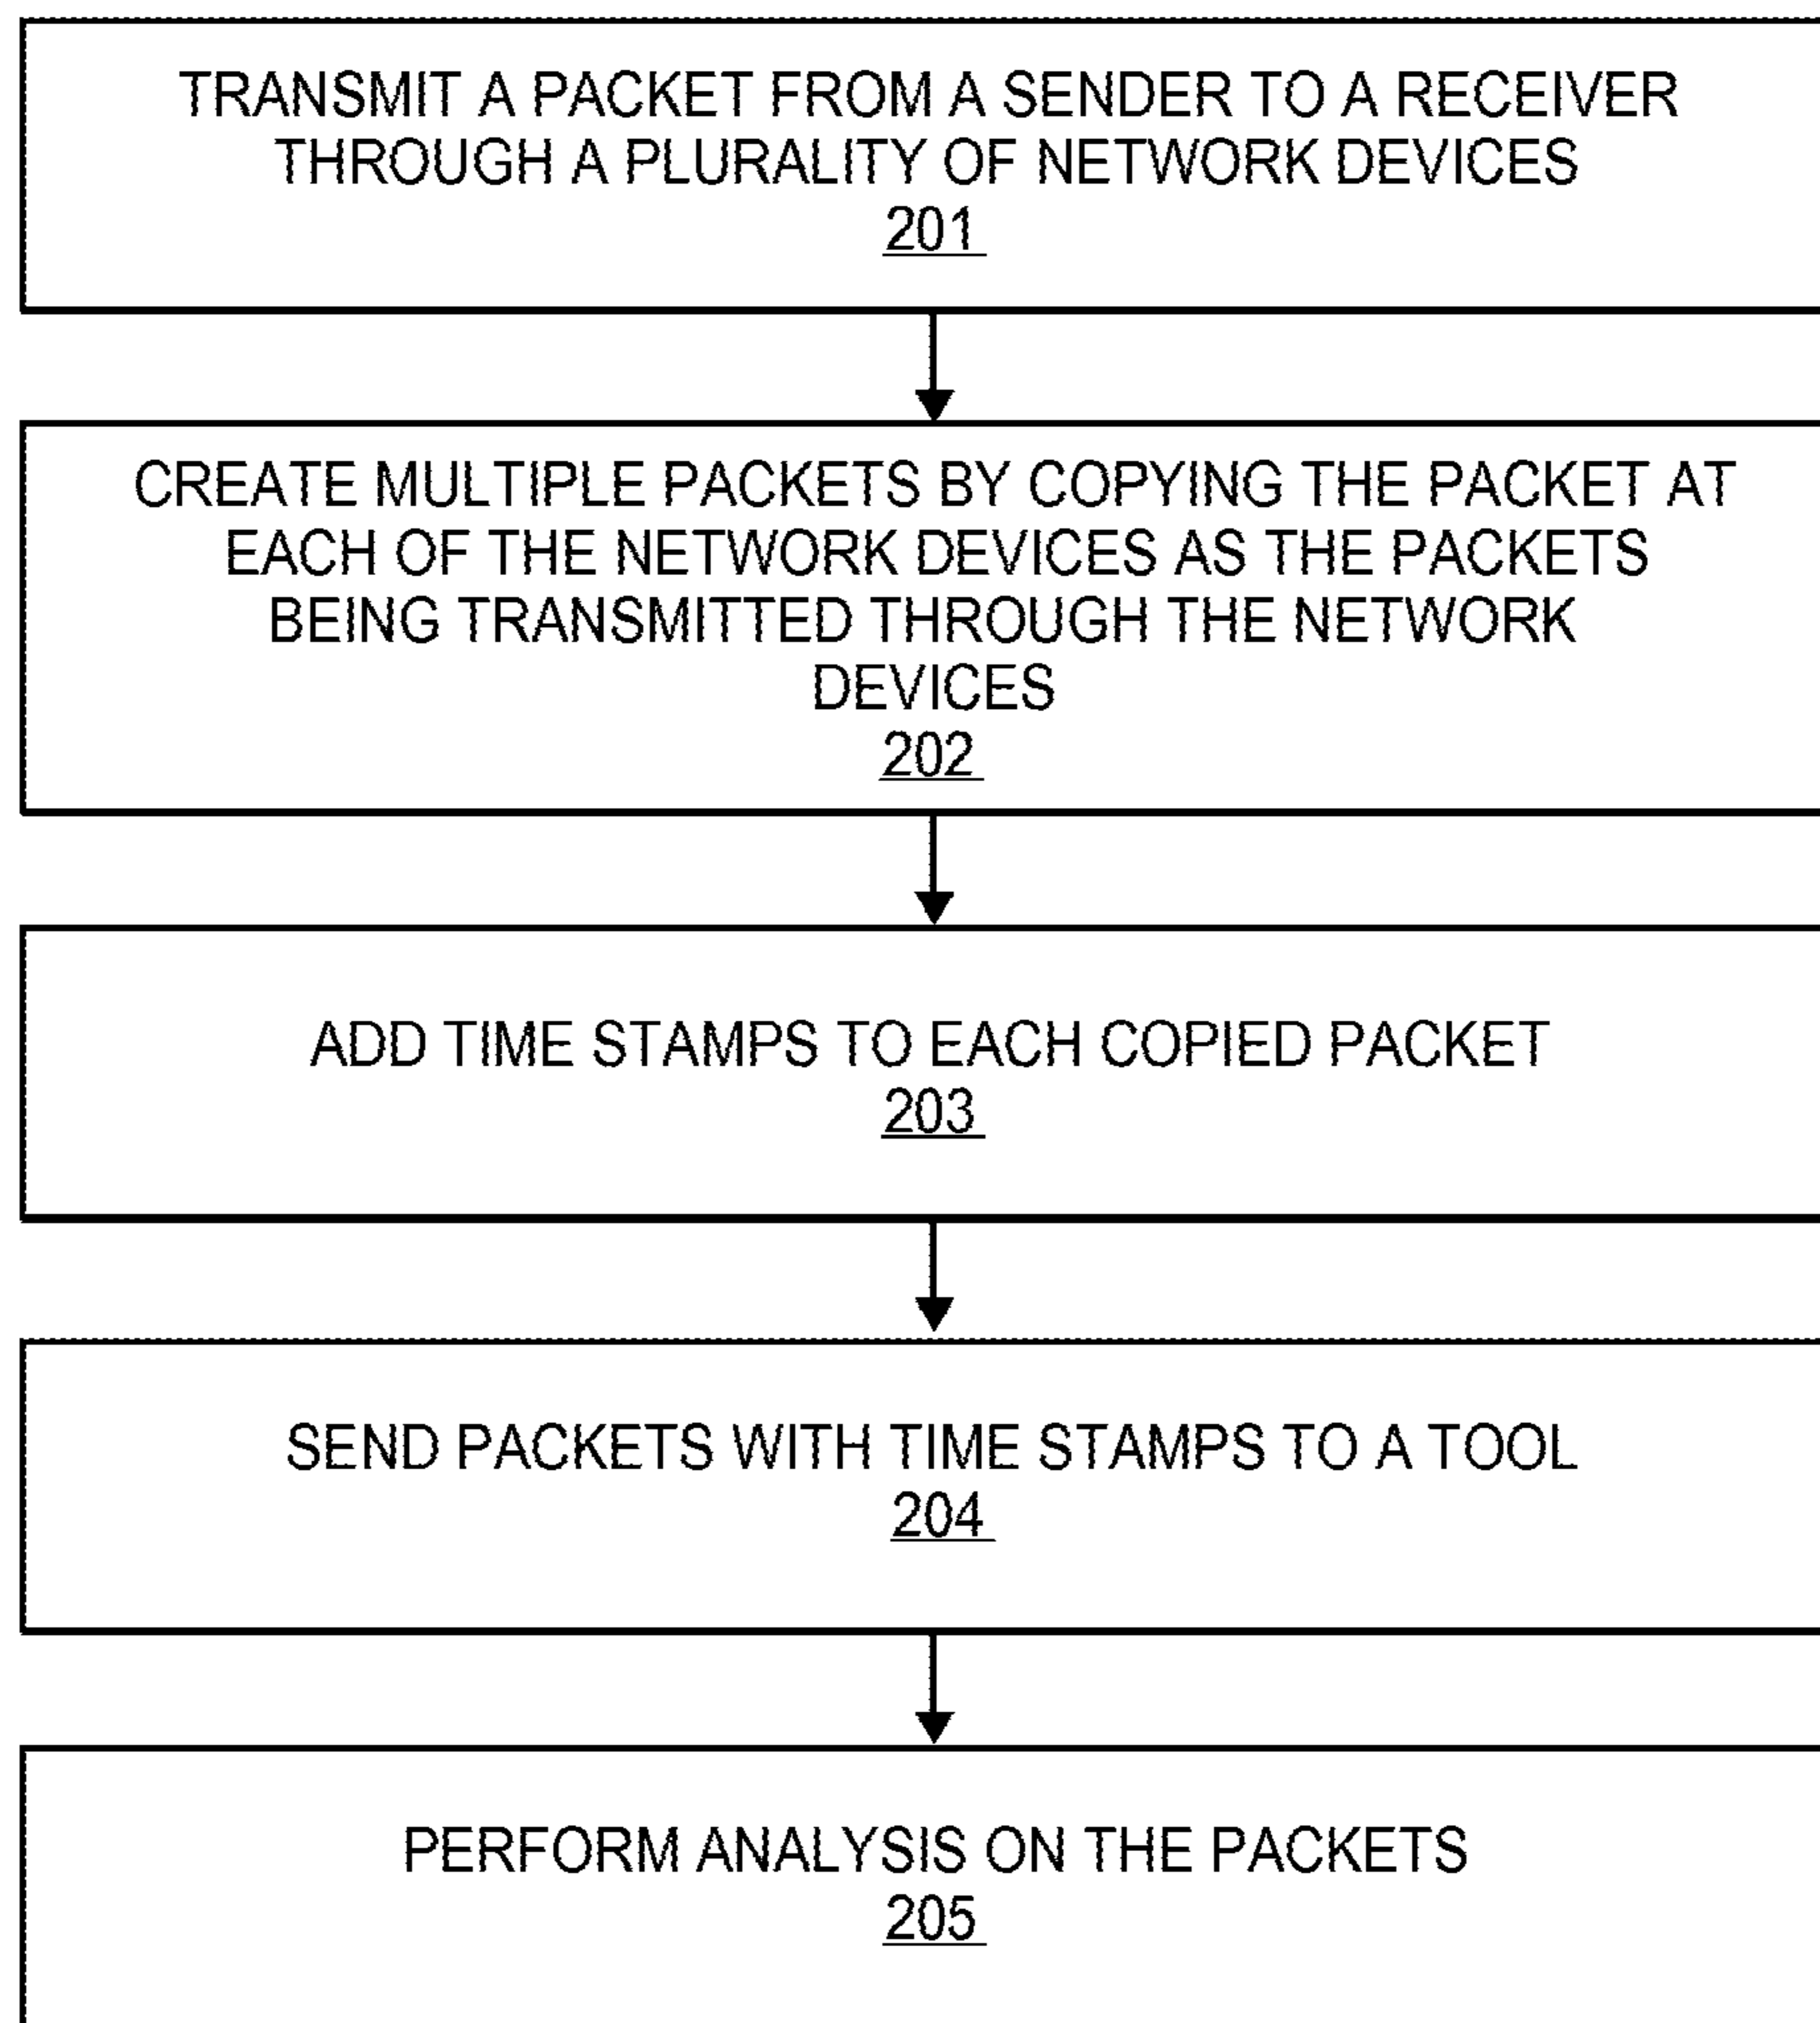 TRANSMIT A PACKET FROM A SENDER TO A RECEIVER
THROUGH A PLURALITY OF NETWORK DEVICES
201
CREATE MULTIPLE PACKETS BY COPYING THE PACKET AT
EACH OF THE NETWORK DEVICES AS THE PACKETS
BEING TRANSMITTED THROUGH THE NETWORK
DEVICES
202
ADD TIME STAMPS TO EACH COPIED PACKET
203
SEND PACKETS WITH TIME STAMPS TO A TOOL
204
PERFORM ANALYSIS ON THE PACKETS
205